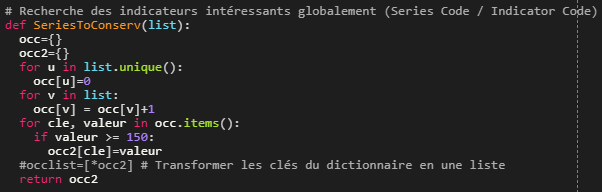 # Recherche des indicateurs intéressants globalement (Series Code / Indicator Code)
def SeriesToConserv(list):
  occ={}
  occ2={}
  for u in list.unique():
    occ[u]=0
  for v in list:
    occ[v] = occ[v]+1
  for cle, valeur in occ.items():
    if valeur >= 150:
      occ2[cle]=valeur
  #occlist=[*occ2] # Transformer les clés du dictionnaire en une liste
  return occ2